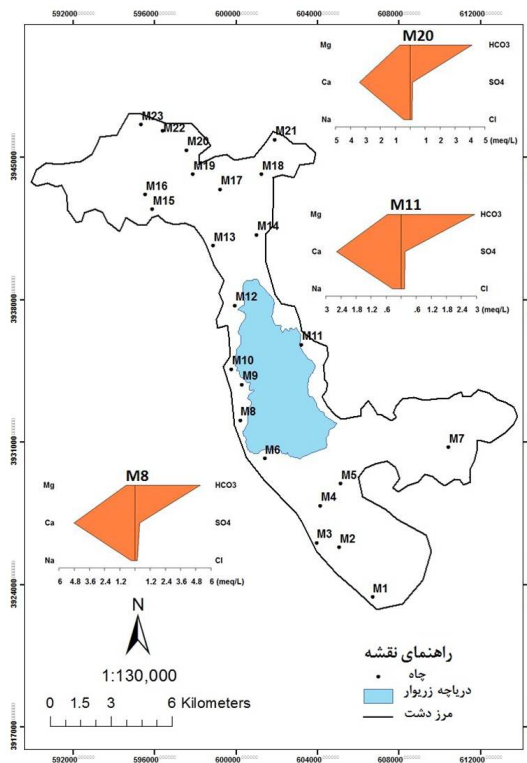 592000 596000 600000 604000 608000 612000
M20
Mg HCO3
Ca SO4
Na Cl
5 4 3 2 1 1 2 3 4 5 (meq/L)
M23
M22
M21
M20
M19
M18
M17
M16
M15
M14
M13
3945000
M11
Mg HCO3
Ca SO4
Na Cl
3 2.4 1.2 .6 .6 1.2 2.4 3 (meq/L)
3938000
M12
M11
M10
M9
M8
M7
M6
M5
M4
M3
M2
M1
3931000
M8
Mg HCO3
Ca SO4
Na Cl
6 4.8 3.6 2.4 1.2 1.2 2.4 3.6 4.8 6 (meq/L)
3924000
N
1:130,000
0 1.5 3 6 Kilometers
راهنمای نقشه
چاه
دریاچه زریوار
مرز دشت
3917000
592000 596000 600000 604000 608000 612000